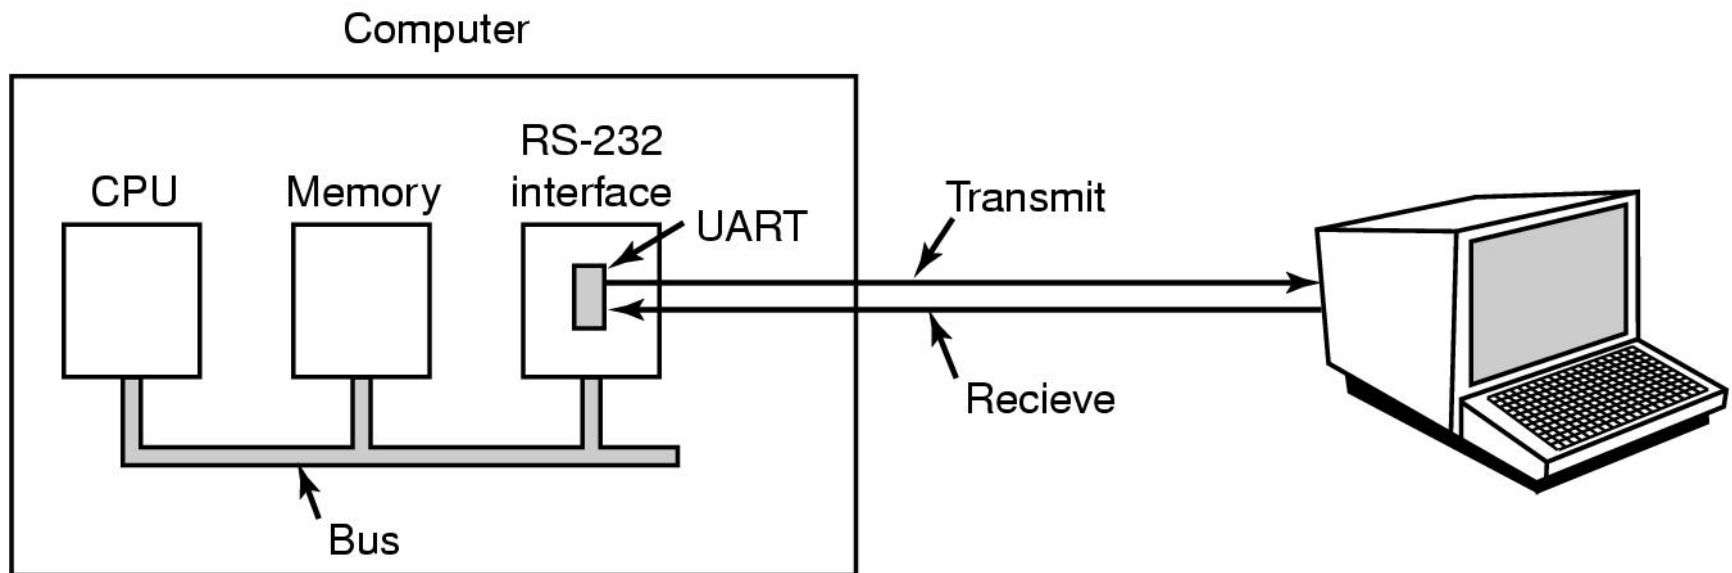 Computer
RS-232
CPU
Memory
interface
UART
Transmit
Recieve
Bus